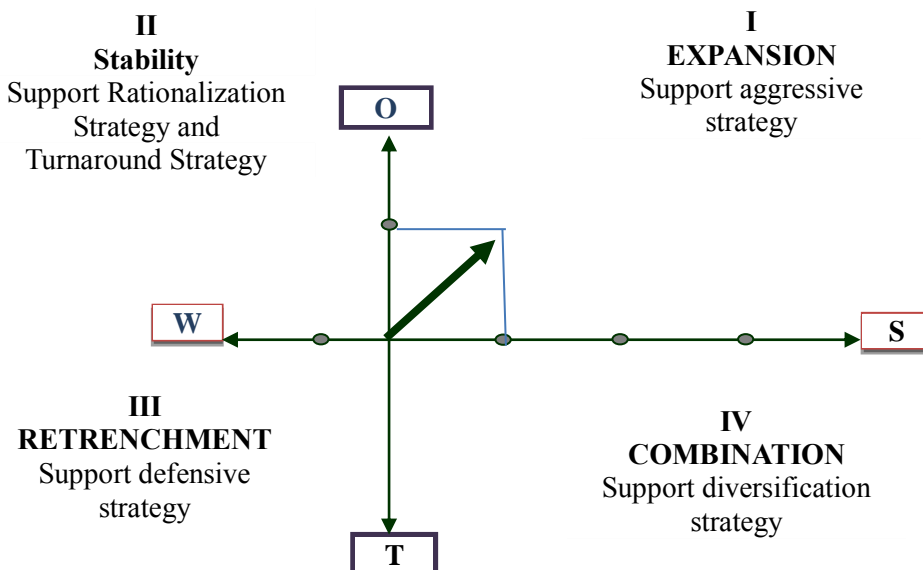 II
Stability
Support Rationalization
Strategy and
Turnaround Strategy
I
EXPANSION
Support aggressive
strategy
O
W
S
III
RETRENCHMENT
Support defensive
strategy
IV
COMBINATION
Support diversification
strategy
T